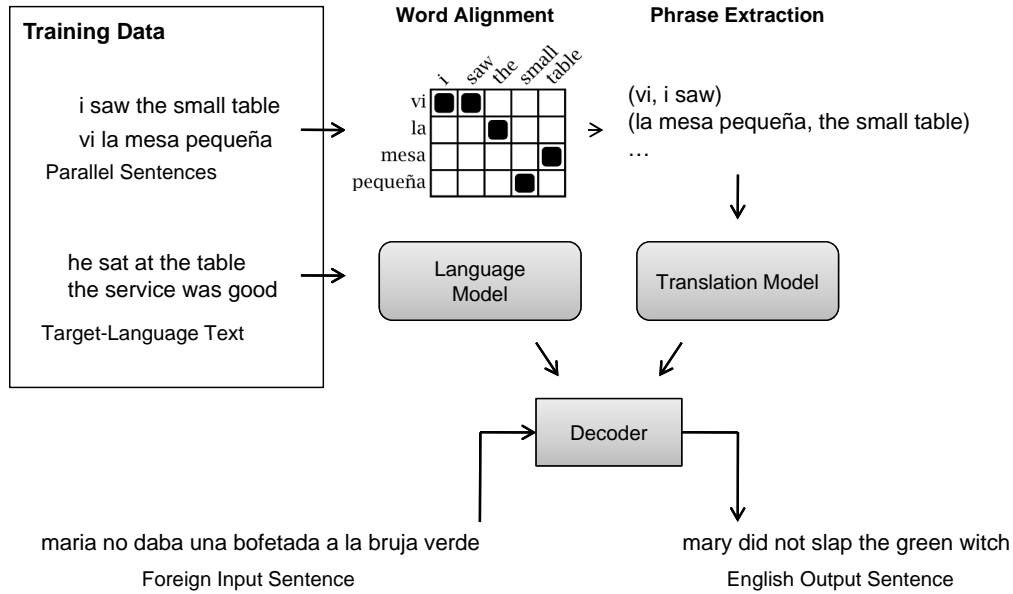 Training Data
i saw the small table
vi la mesa pequeña
Parallel Sentences
he sat at the table
the service was good
Target-Language Text
Word Alignment
i saw the small table
vi
la
mesa
pequeña
Phrase Extraction
(vi, i saw)
(la mesa pequeña, the small table)
…
Language
Model
Translation Model
Decoder
maria no daba una bofetada a la bruja verde
Foreign Input Sentence
mary did not slap the green witch
English Output Sentence